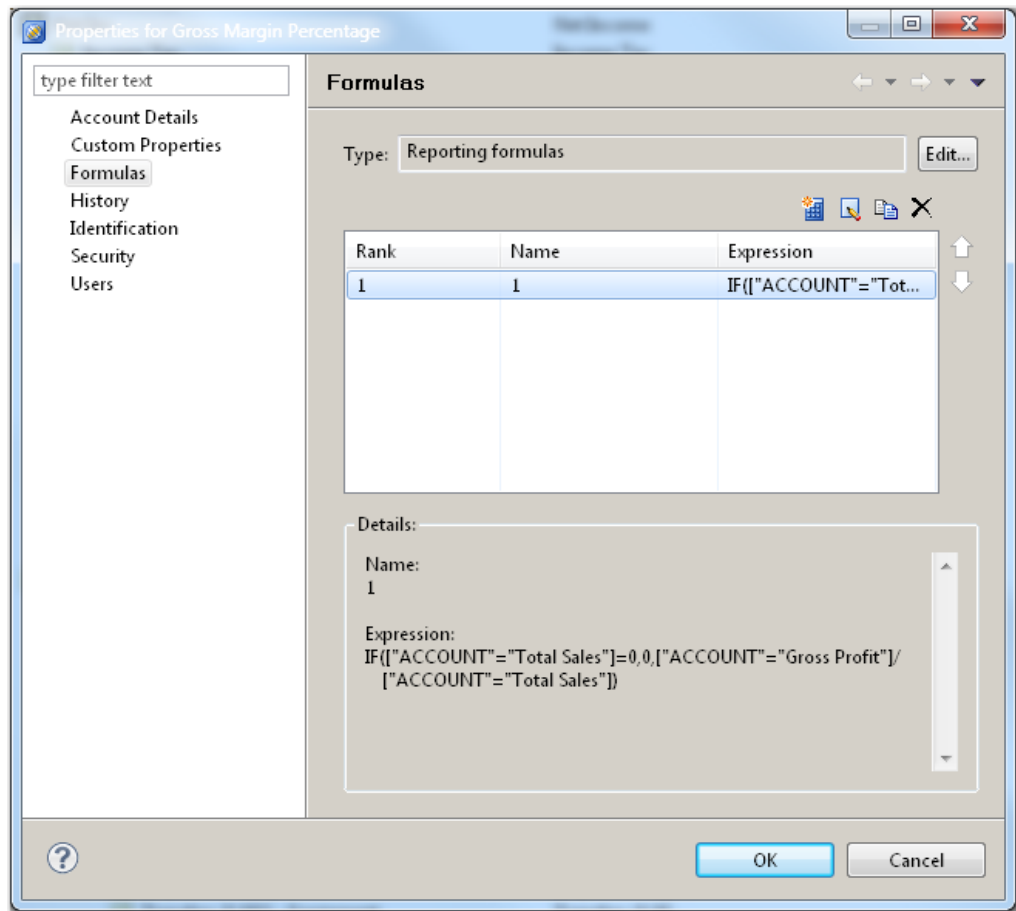 Properties for Gross Margin Percentage
type filter text
Account Details
Custom Properties
Formulas
History
Identification
Security
Users
Formulas
Type: Reporting formulas Edit...
Rank Name Expression
1 1 IF(["ACCOUNT"="Tot...
Details:
Name:
1
Expression:
IF(["ACCOUNT"="Total Sales"]=0,0,["ACCOUNT"="Gross Profit"]/
["ACCOUNT"="Total Sales"])
? OK Cancel